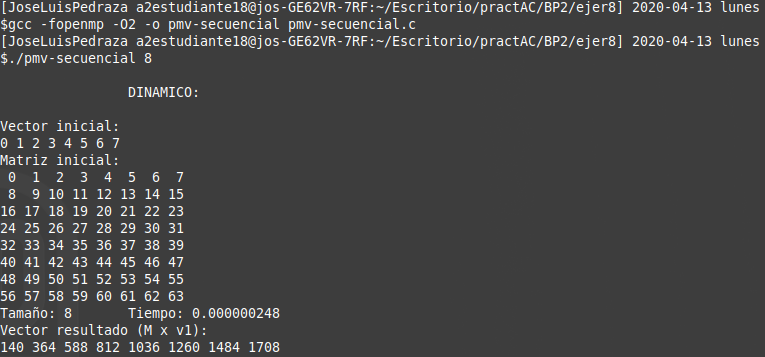 [JoseLuisPedraza a2estudiante18@jos-GE62VR-7RF:~/Escritorio/practAC/BP2/ejer8] 2020-04-13 lunes
$gcc -fopenmp -O2 -o pmv-secuencial pmv-secuencial.c
[JoseLuisPedraza a2estudiante18@jos-GE62VR-7RF:~/Escritorio/practAC/BP2/ejer8] 2020-04-13 lunes
$./pmv-secuencial 8
DINAMICO:
Vector inicial:
0 1 2 3 4 5 6 7
Matriz inicial:
0 1 2 3 4 5 6 7
8 9 10 11 12 13 14 15
16 17 18 19 20 21 22 23
24 25 26 27 28 29 30 31
32 33 34 35 36 37 38 39
40 41 42 43 44 45 46 47
48 49 50 51 52 53 54 55
56 57 58 59 60 61 62 63
Tamaño: 8 Tiempo: 0.000000248
Vector resultado (M x v1):
140 364 588 812 1036 1260 1484 1708